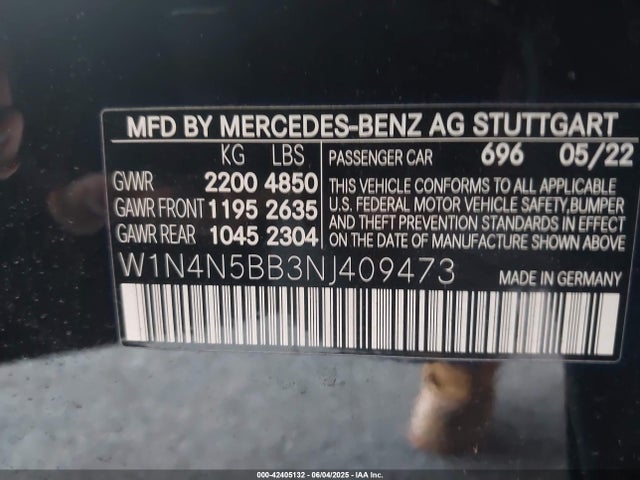 MFD BY MERCEDES-BENZ AG STUTTGART
KG LBS PASSENGER CAR 696 05/22
GVWR 2200 4850 THIS VEHICLE CONFORMS TO ALL APPLICABLE
U.S. FEDERAL MOTOR VEHICLE SAFETY, BUMPER
GAWR FRONT 1195 2635 AND THEFT PREVENTION STANDARDS IN EFFECT
GAWR REAR 1045 2304 ON DATE OF MANUFACTURE SHOWN ABOVE
W1N4N5BB3NJ409473 MADE IN GERMANY
000-42405132 - 06/04/2025 - IAA Inc.